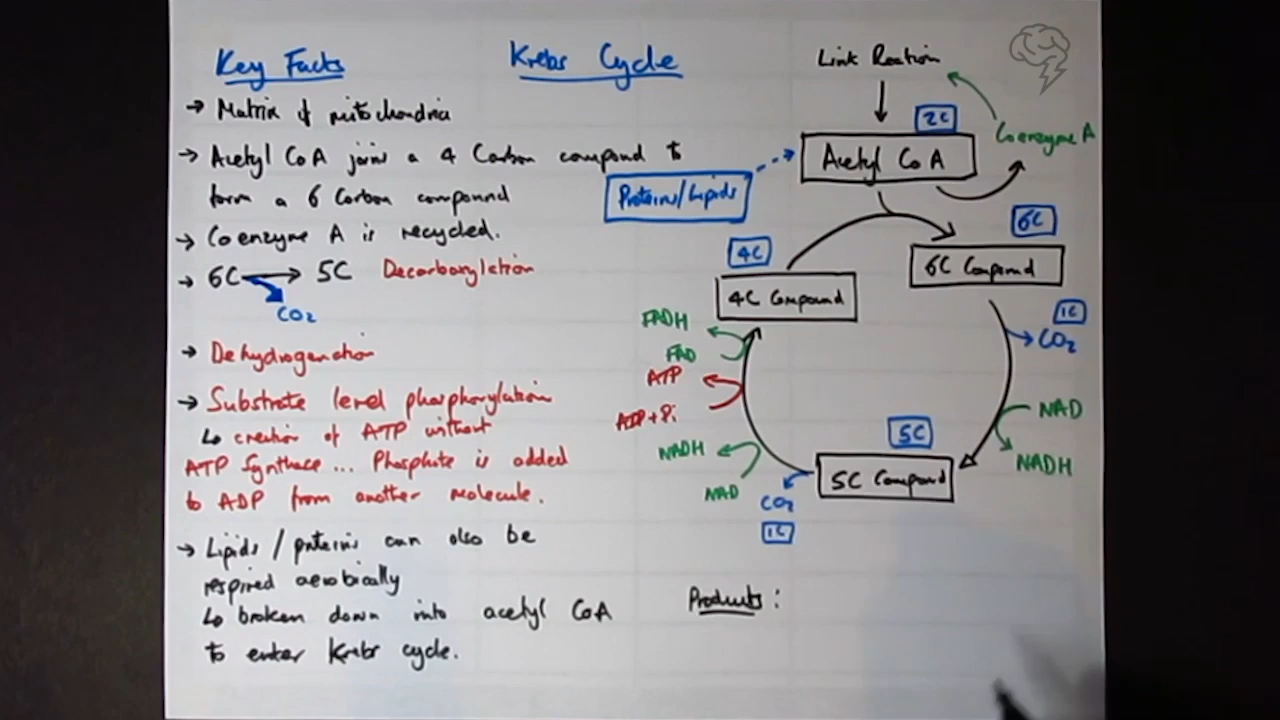 Key Facts
Krebs Cycle
→ Matrix of mitochondria
→ Acetyl CoA joins a 4 Carbon compound to
form a 6 Carbon compound
→ Coenzyme A is recycled.
→ 6C → 5C Decarboxylation
CO₂
→ Dehydrogenation
→ Substrate level phosphorylation
↳ creation of ATP without
ATP Synthase... Phosphate is added
to ADP from another molecule.
→ Lipids / proteins can also be
respired aerobically
↳ broken down into acetyl CoA
to enter Krebs cycle.
Link Reaction
2C
Coenzyme A
Acetyl CoA
Proteins/Lipids
6C
4C
6C Compound
4C Compound
1C
CO₂
FADH
FAD
ATP
ADP + Pi
NAD
NADH
5C
5C Compound
NADH
NAD
CO₂
1C
Products: